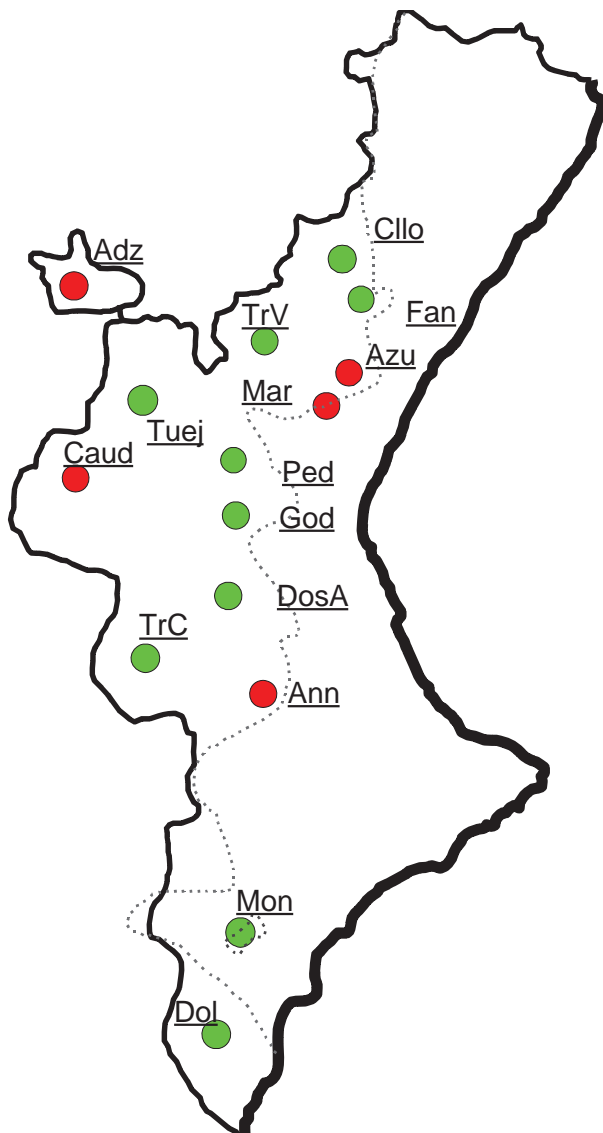 Cllo
Adz
Fan
TrV
Azu
Mar
Tuej
Caud
Ped
God
DosA
TrC
Ann
Mon
Dol